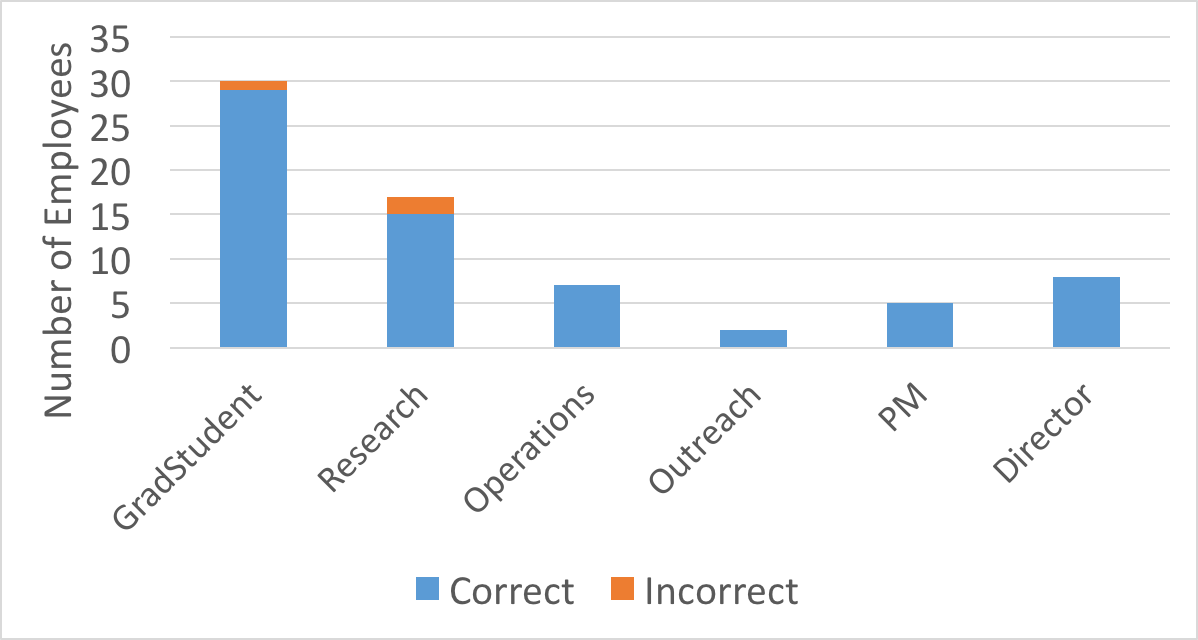 Number of Employees
35
30
25
20
15
10
5
0
GradStudent
Research
Operations
Outreach
PM
Director
Correct
Incorrect